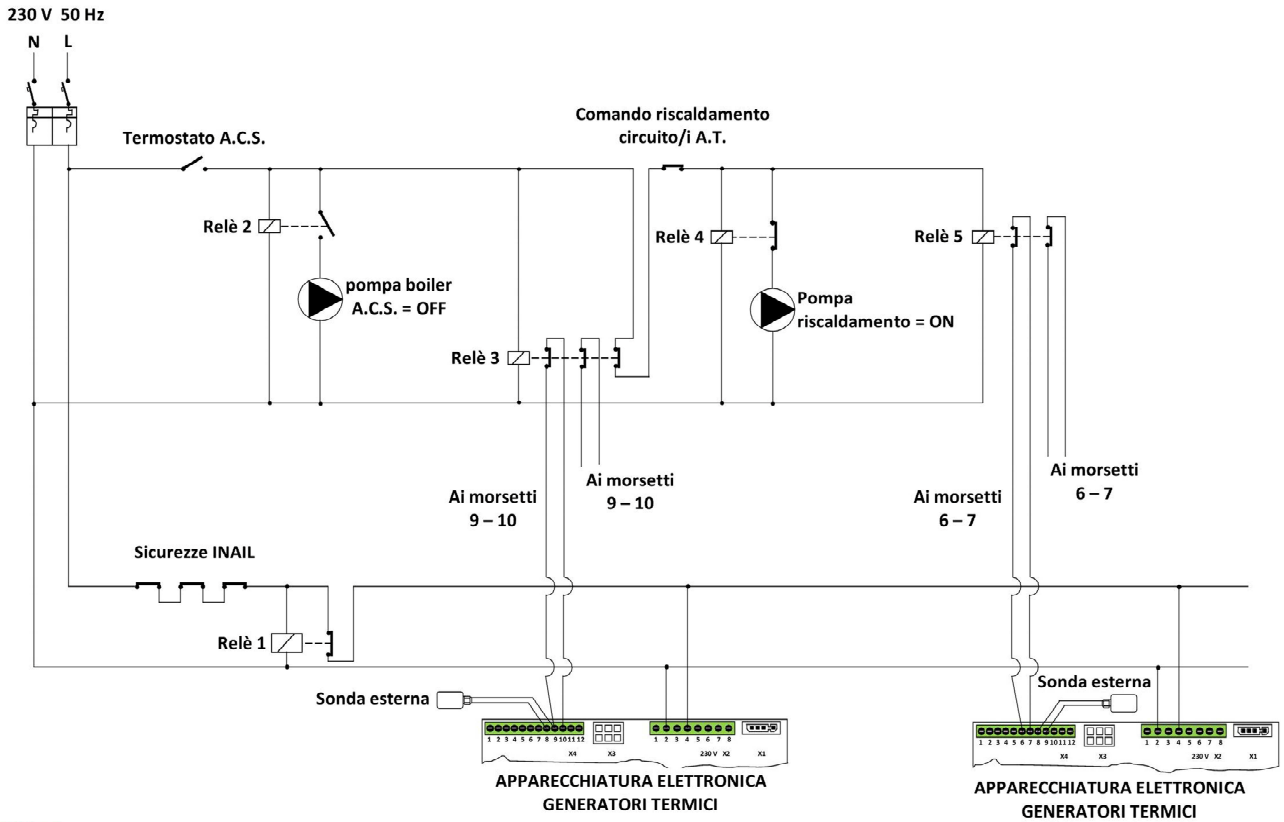 230 V 50 Hz
N L
Termostato A.C.S.
Comando riscaldamento
circuito/i A.T.
Relè 2
pompa boiler
A.C.S. = OFF
Relè 4
Pompa
riscaldamento = ON
Relè 5
Relè 3
Ai morsetti
9 – 10
Ai morsetti
9 – 10
Ai morsetti
6 – 7
Ai morsetti
6 – 7
Sicurezze INAIL
Relè 1
Sonda esterna
Sonda esterna
1 2 3 4 5 6 7 8 9 10 11 12
X4 X3
1 2 3 4 5 6 7 8
230 V X2 X1
APPARECCHIATURA ELETTRONICA
GENERATORI TERMICI
1 2 3 4 5 6 7 8 9 10 11 12
X4 X3
1 2 3 4 5 6 7 8
230 V X2 X1
APPARECCHIATURA ELETTRONICA
GENERATORI TERMICI